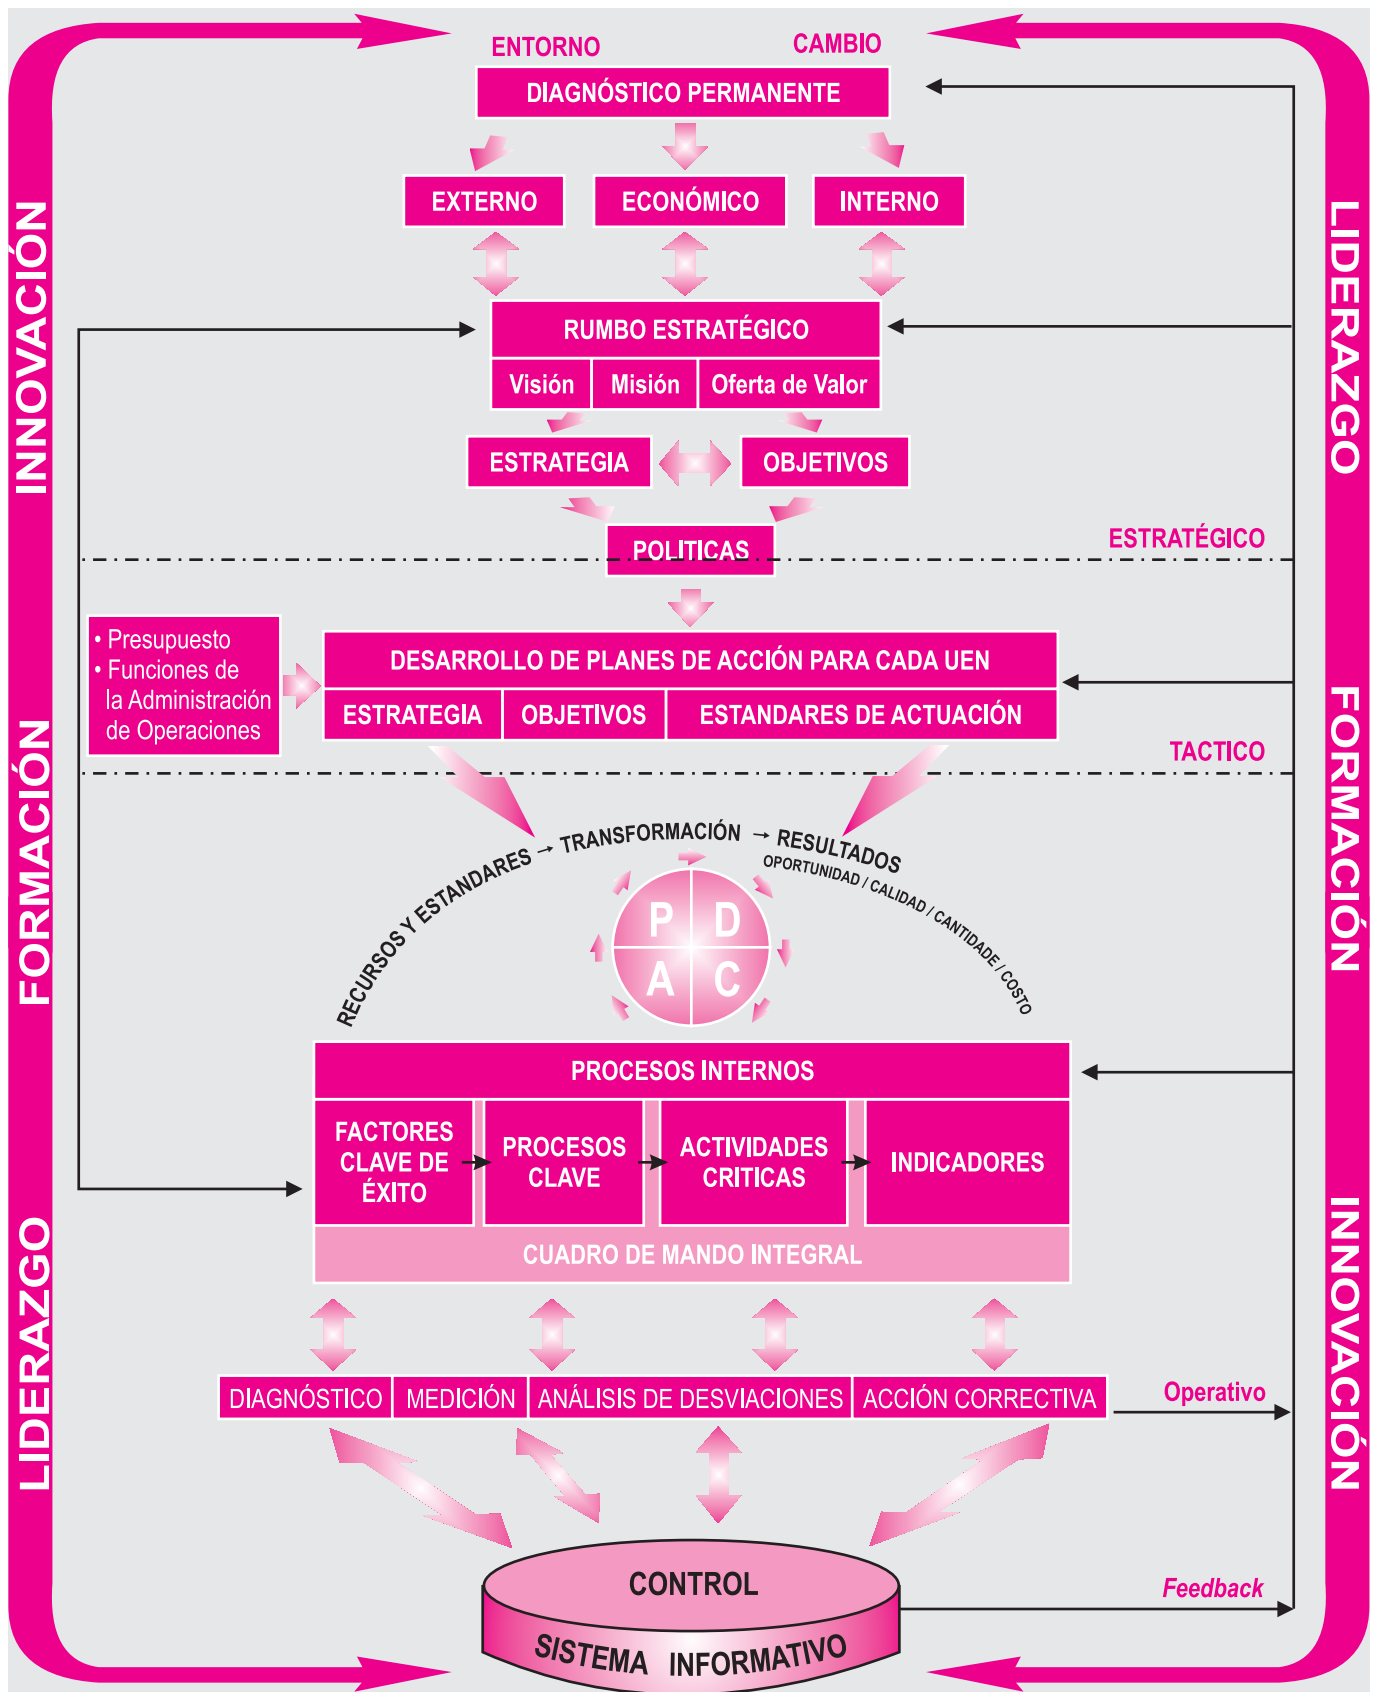 ENTORNO
CAMBIO
DIAGNÓSTICO PERMANENTE
EXTERNO
ECONÓMICO
INTERNO
RUMBO ESTRATÉGICO
Visión
Misión
Oferta de Valor
ESTRATEGIA
OBJETIVOS
POLÍTICAS
ESTRATÉGICO
• Presupuesto
• Funciones de
la Administración
de Operaciones
DESARROLLO DE PLANES DE ACCIÓN PARA CADA UEN
ESTRATEGIA
OBJETIVOS
ESTANDARES DE ACTUACIÓN
TACTICO
RECURSOS Y ESTANDARES → TRANSFORMACIÓN → RESULTADOS
OPORTUNIDAD / CALIDAD / CANTIDADE / COSTO
P
D
A
C
PROCESOS INTERNOS
FACTORES
CLAVE DE
ÉXITO
PROCESOS
CLAVE
ACTIVIDADES
CRITICAS
INDICADORES
CUADRO DE MANDO INTEGRAL
DIAGNÓSTICO
MEDICIÓN
ANÁLISIS DE DESVIACIONES
ACCIÓN CORRECTIVA
Operativo
CONTROL
SISTEMA INFORMATIVO
Feedback
INNOVACIÓN
FORMACIÓN
LIDERAZGO
LIDERAZGO
FORMACIÓN
INNOVACIÓN